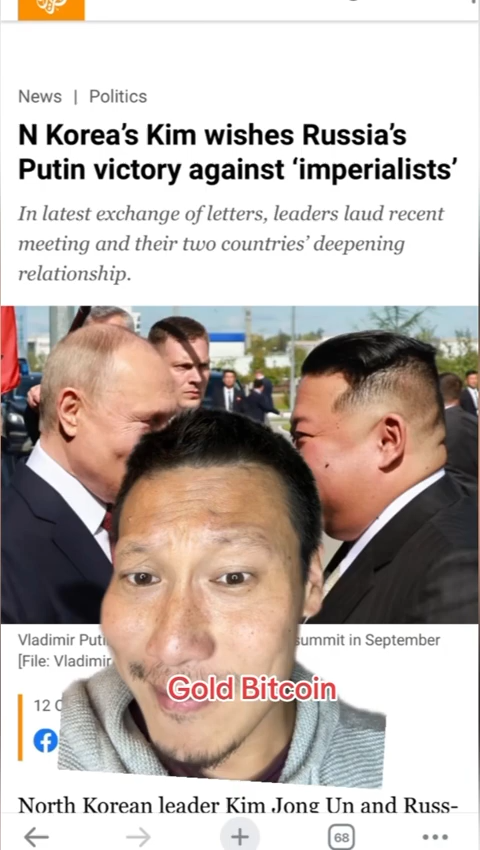 News | Politics
N Korea’s Kim wishes Russia’s
Putin victory against ‘imperialists’
In latest exchange of letters, leaders laud recent
meeting and their two countries’ deepening
relationship.
Vladimir summit in September
[File: Vladimir
Gold Bitcoin
12
North Korean leader Kim Jong Un and Russ-
68